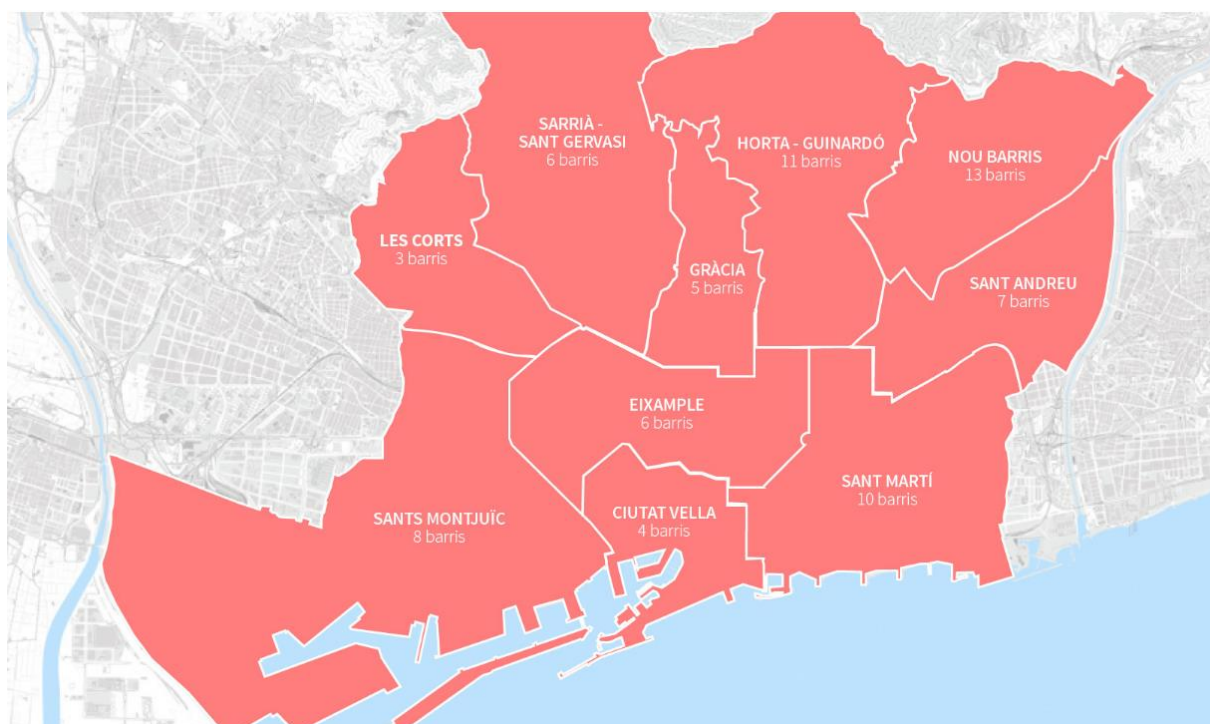 SARRIÀ -
SANT GERVASI
6 barris
HORTA - GUINARDÓ
11 barris
NOU BARRIS
13 barris
LES CORTS
3 barris
GRÀCIA
5 barris
SANT ANDREU
7 barris
EIXAMPLE
6 barris
SANT MARTÍ
10 barris
SANTS MONTJUÏC
8 barris
CIUTAT VELLA
4 barris